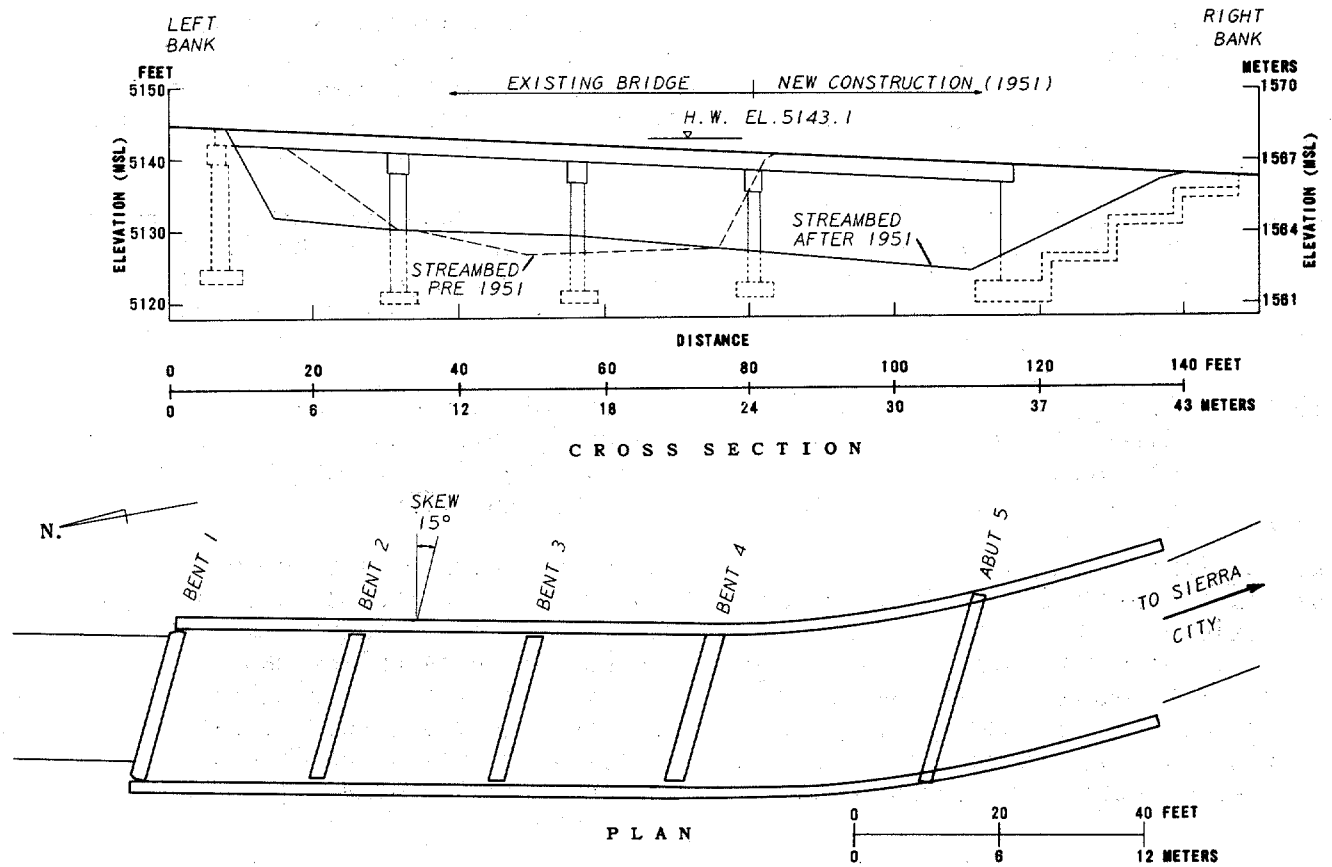 LEFT BANK
RIGHT BANK
FEET
METERS
EXISTING BRIDGE
NEW CONSTRUCTION (1951)
H.W. EL.5143.1
5150
5140
5130
5120
ELEVATION (MSL)
1570
1567
1564
1561
ELEVATION (MSL)
STREAMBED PRE 1951
STREAMBED AFTER 1951
DISTANCE
0 20 40 60 80 100 120 140 FEET
0 6 12 18 24 30 37 43 METERS
CROSS SECTION
N.
SKEW 15°
BENT 1
BENT 2
BENT 3
BENT 4
ABUT 5
TO SIERRA CITY
PLAN
0 20 40 FEET
0 6 12 METERS